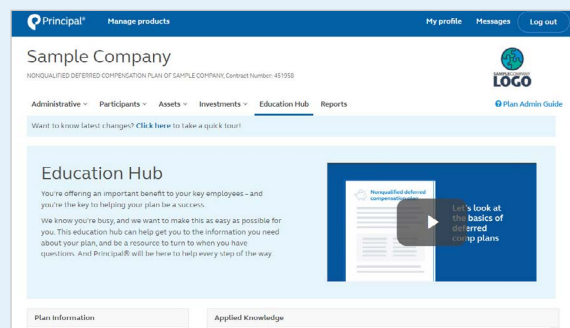 Principal® Manage products My profile Messages Log out
Sample Company
NONQUALIFIED DEFERRED COMPENSATION PLAN OF SAMPLE COMPANY, Contract Number: 451958
SAMPLE COMPANY
LOGO
Administrative Participants Assets Investments Education Hub Reports Plan Admin Guide
Want to know latest changes? Click here to take a quick tour!
Education Hub
You're offering an important benefit to your key employees – and
you're the key to helping your plan be a success.
We know you're busy, and we want to make this as easy as possible for
you. This education hub can help get you to the information you need
about your plan, and be a resource to turn to when you have
questions. And Principal® will be here to help every step of the way
Nonqualified deferred
compensation plan
Let's look at
the basics of
deferred
comp plans
Plan Information Applied Knowledge